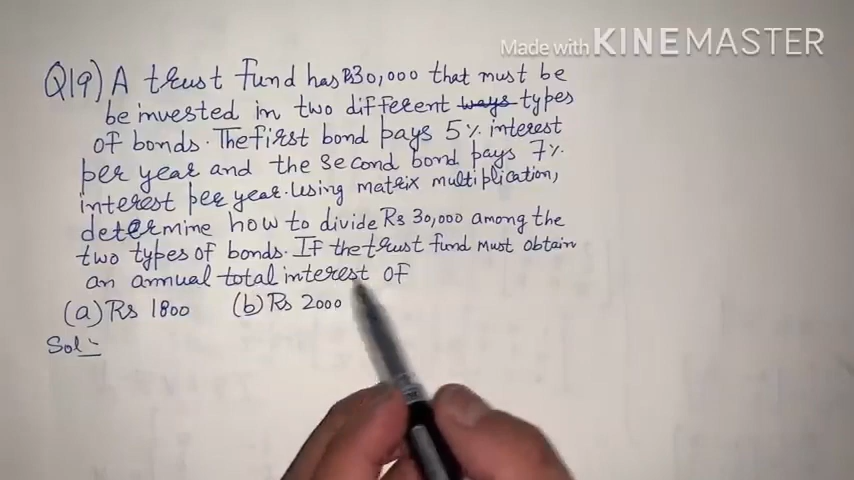 Made with KINEMASTER
Q19) A trust fund has ₨30,000 that must be
be invested in two different ways types
of bonds. The first bond pays 5% interest
per year and the second bond pays 7%
interest per year. Using matrix multiplication,
determine how to divide Rs 30,000 among the
two types of bonds. If the trust fund must obtain
an annual total interest of
(a) Rs 1800 (b) Rs 2000
Sol:-